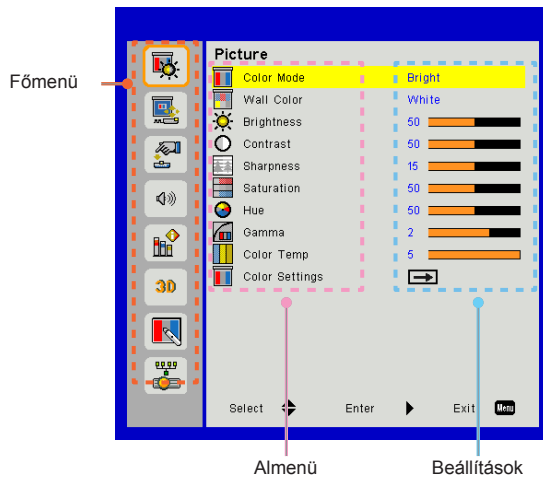 Főmenü
Picture
Color Mode Bright
Wall Color White
Brightness 50
Contrast 50
Sharpness 15
Saturation 50
Hue 50
Gamma 2
Color Temp 5
Color Settings
3D
Select Enter Exit Menu
Almenü Beállítások